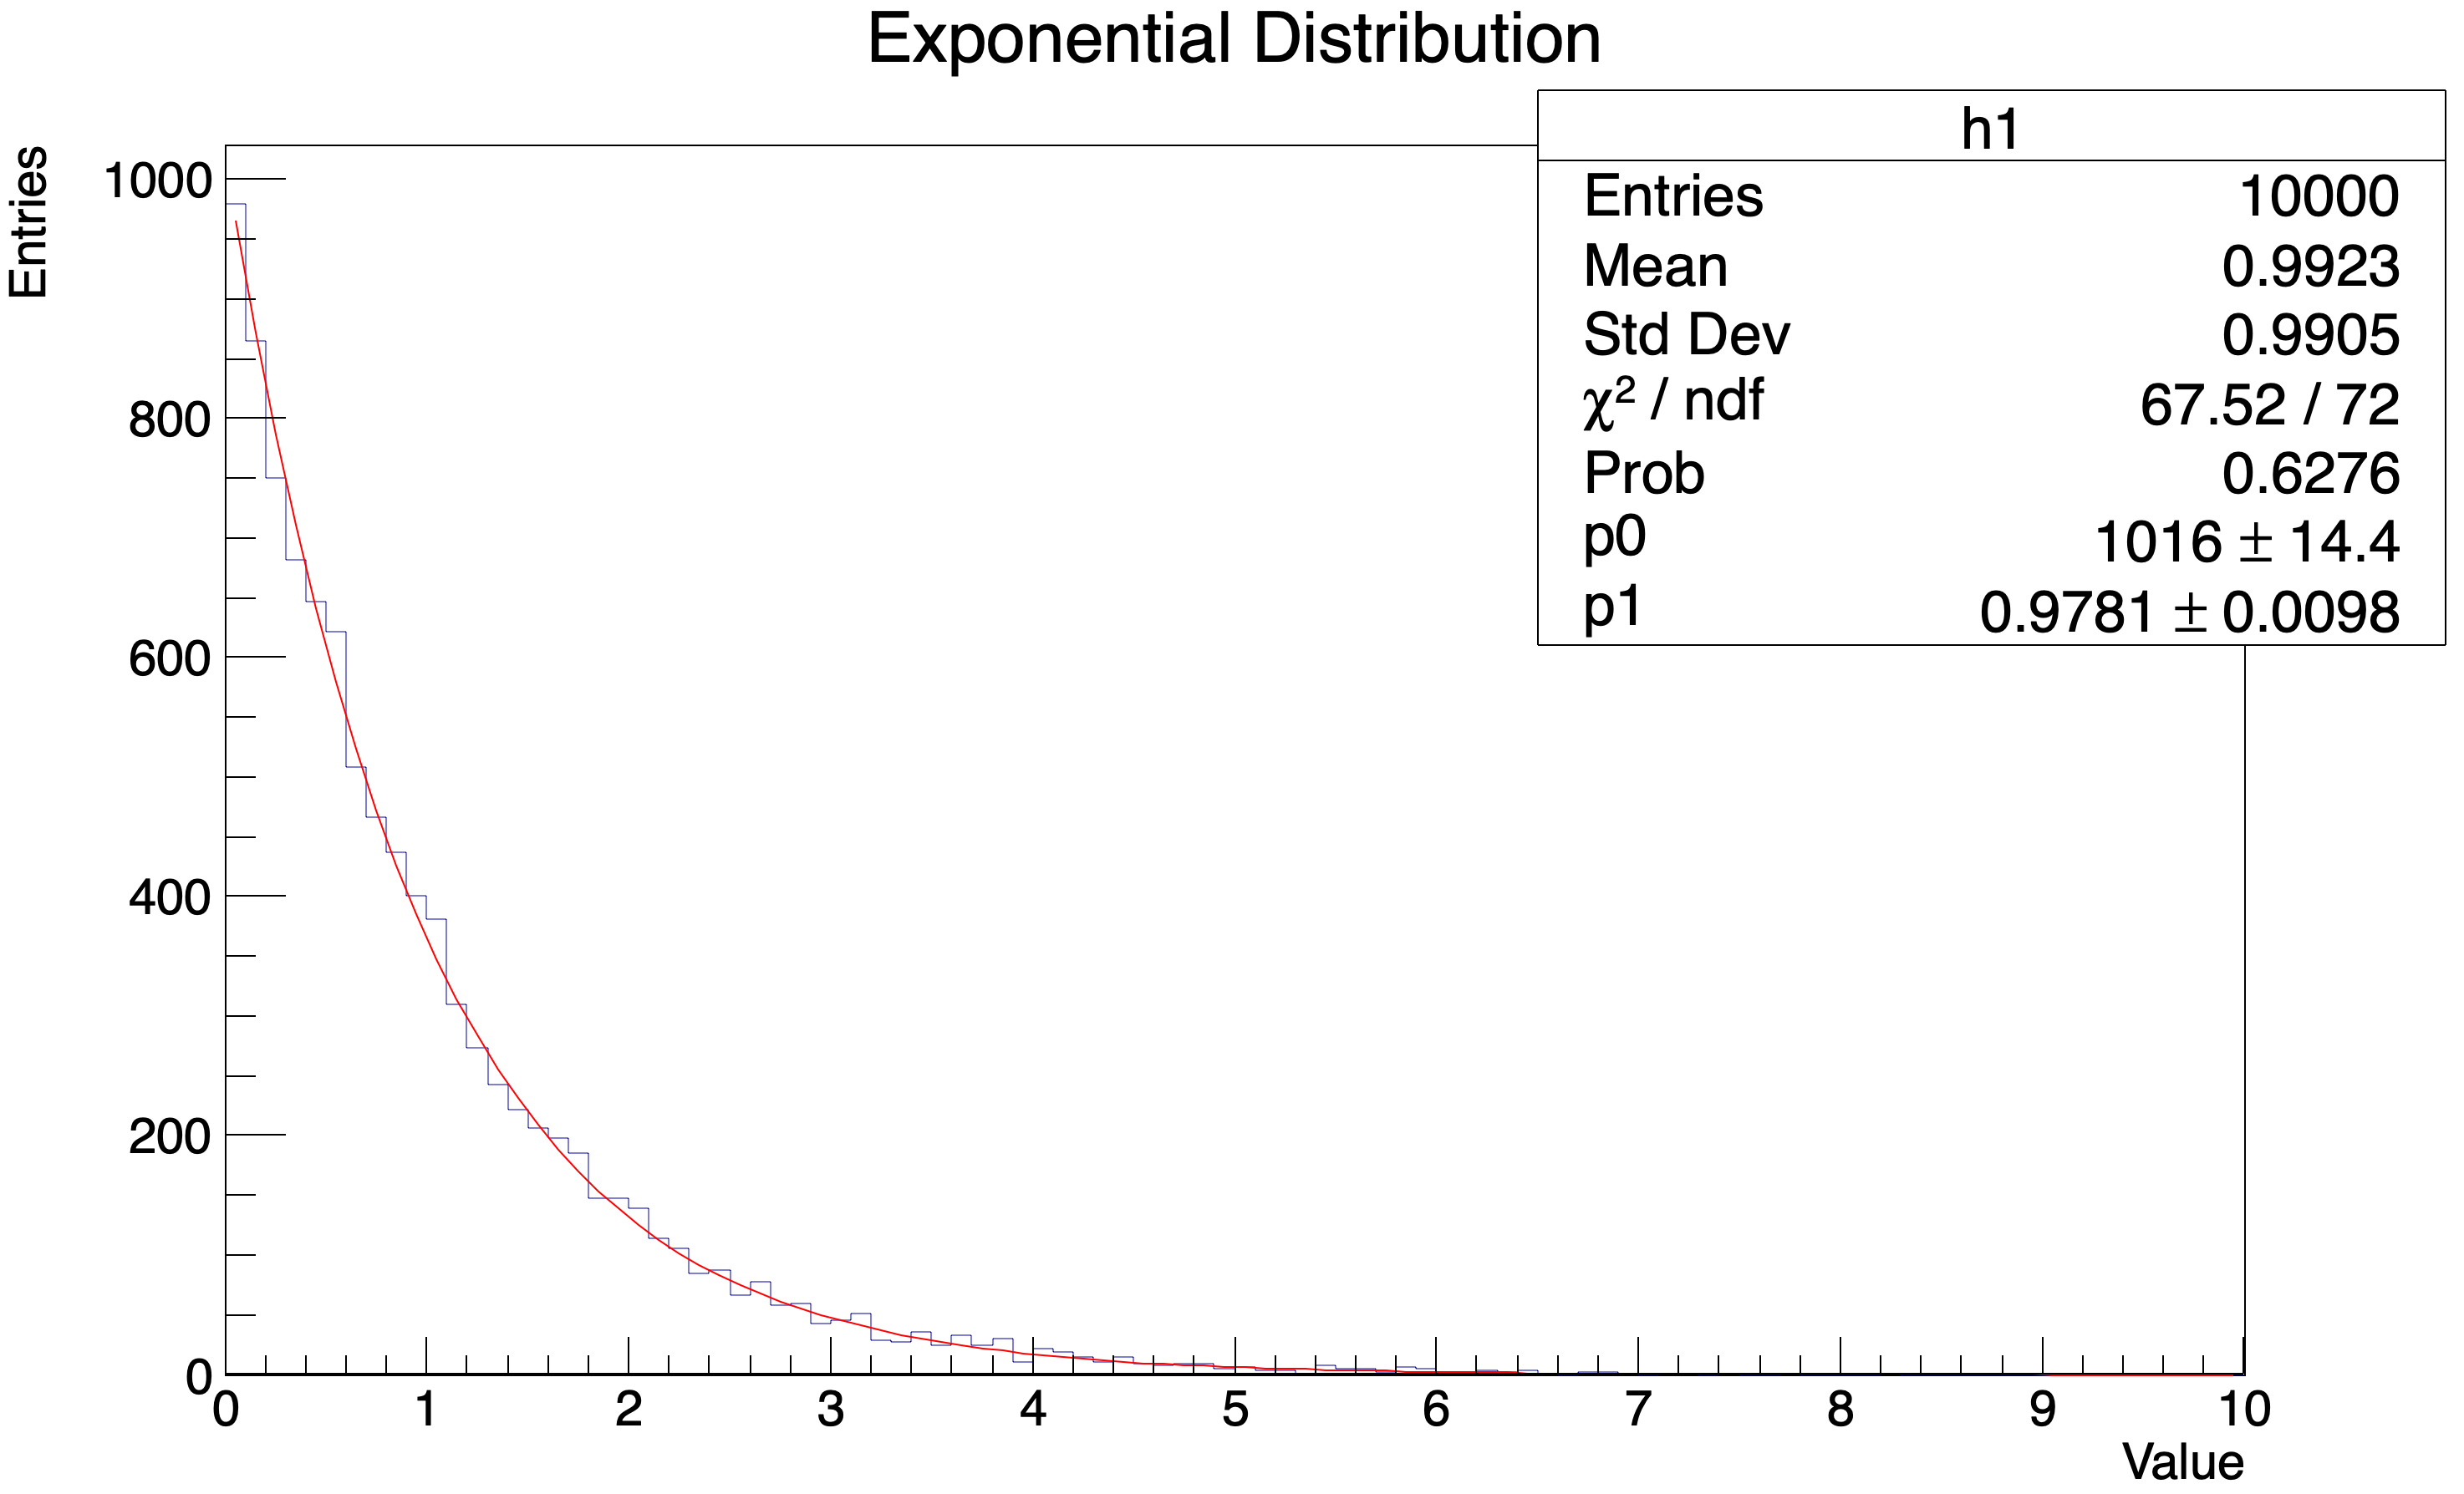 Exponential Distribution
h1
Entries 10000
Mean 0.9923
Std Dev 0.9905
χ² / ndf 67.52 / 72
Prob 0.6276
p0 1016 ± 14.4
p1 0.9781 ± 0.0098
Entries
1000
800
600
400
200
0
0 1 2 3 4 5 6 7 8 9 10
Value